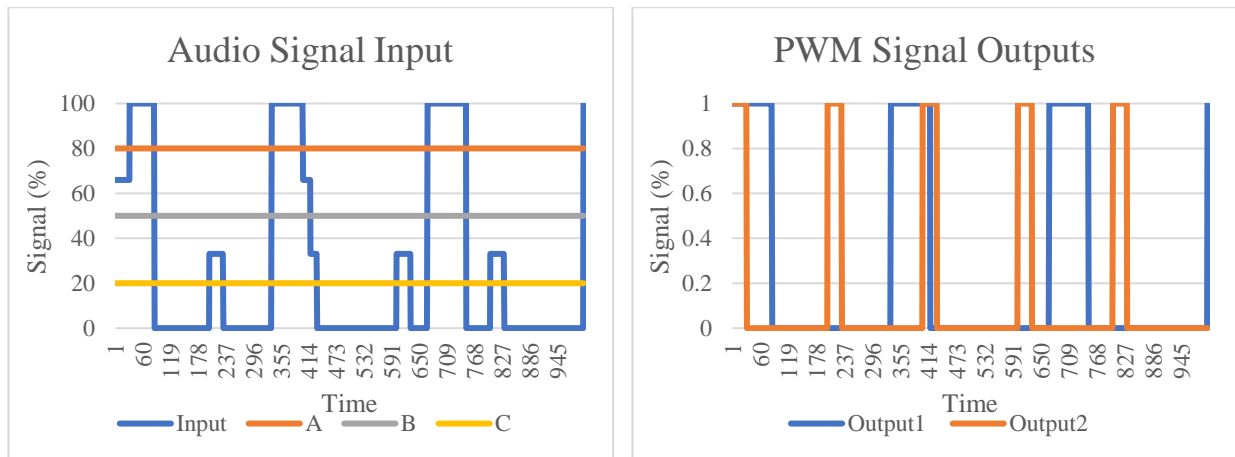 Audio Signal Input
Signal (%)
100
80
60
40
20
0
1 60 119 178 237 296 355 414 473 532 591 650 709 768 827 886 945
Time
Input A B C
PWM Signal Outputs
Signal (%)
1
0.8
0.6
0.4
0.2
0
1 60 119 178 237 296 355 414 473 532 591 650 709 768 827 886 945
Time
Output1 Output2